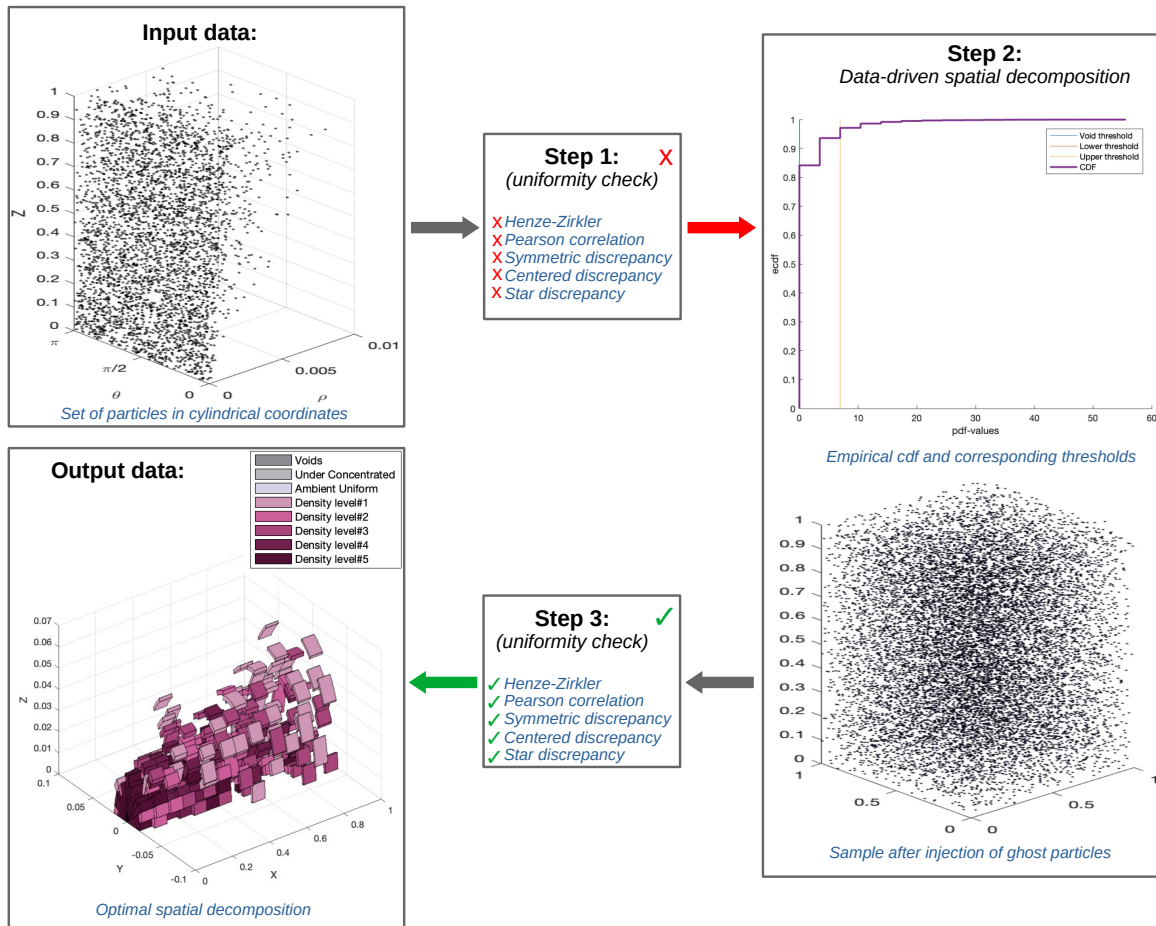 Input data:
1
0.9
0.8
0.7
0.6
0.5
0.4
0.3
0.2
0.1
0
Z
π
π/2
0
θ
0
0.005
0.01
ρ
Set of particles in cylindrical coordinates
Step 1:
X
(uniformity check)
X Henze-Zirkler
X Pearson correlation
X Symmetric discrepancy
X Centered discrepancy
X Star discrepancy
Step 2:
Data-driven spatial decomposition
1
0.9
0.8
0.7
0.6
0.5
0.4
0.3
0.2
0.1
0
ecdf
0 10 20 30 40 50 60
pdf-values
Void threshold
Lower threshold
Upper threshold
CDF
Empirical cdf and corresponding thresholds
1
0.9
0.8
0.7
0.6
0.5
0.4
0.3
0.2
0.1
0
1
0.5
0
0
0.5
1
Sample after injection of ghost particles
Step 3:
✓
(uniformity check)
✓ Henze-Zirkler
✓ Pearson correlation
✓ Symmetric discrepancy
✓ Centered discrepancy
✓ Star discrepancy
Output data:
Voids
Under Concentrated
Ambient Uniform
Density level#1
Density level#2
Density level#3
Density level#4
Density level#5
0.07
0.06
0.05
0.04
0.03
0.02
0.01
0
Z
0.1
0.05
0
-0.05
-0.1
Y
0
0.2
0.4
0.6
0.8
1
X
Optimal spatial decomposition